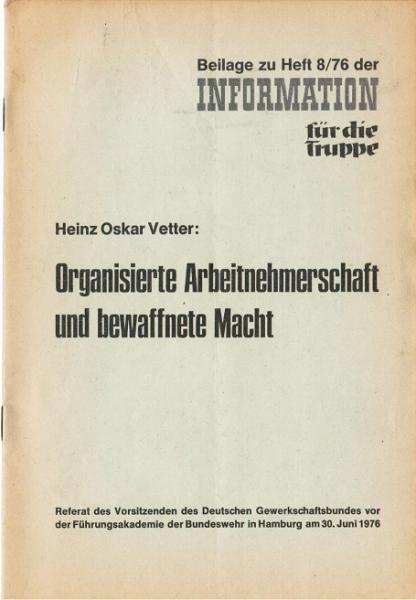 Beilage zu Heft 8/76 der
INFORMATION
für die
Truppe
Heinz Oskar Vetter:
Organisierte Arbeitnehmerschaft
und bewaffnete Macht
Referat des Vorsitzenden des Deutschen Gewerkschaftsbundes vor
der Führungsakademie der Bundeswehr in Hamburg am 30. Juni 1976